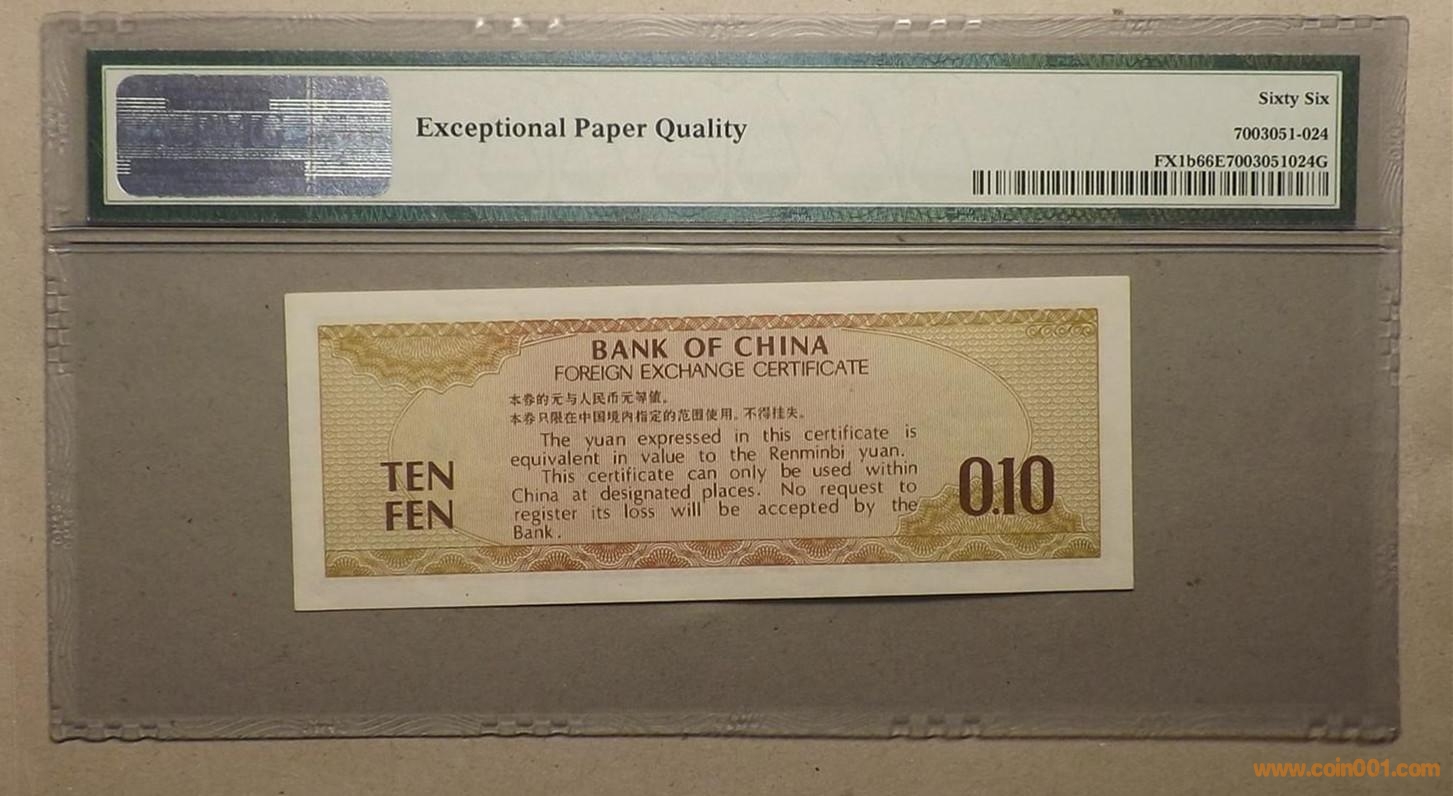 Exceptional Paper Quality
Sixty Six
7003051-024
FX1b66E7003051024G
BANK OF CHINA
FOREIGN EXCHANGE CERTIFICATE
本券的元与人民币元等值。
本券只限在中国境内指定的范围使用。不得挂失。
The yuan expressed in this certificate is
equivalent in value to the Renminbi yuan.
This certificate can only be used within
China at designated places. No request to
register its loss will be accepted by the
Bank.
TEN
FEN
0.10
www.coin001.com